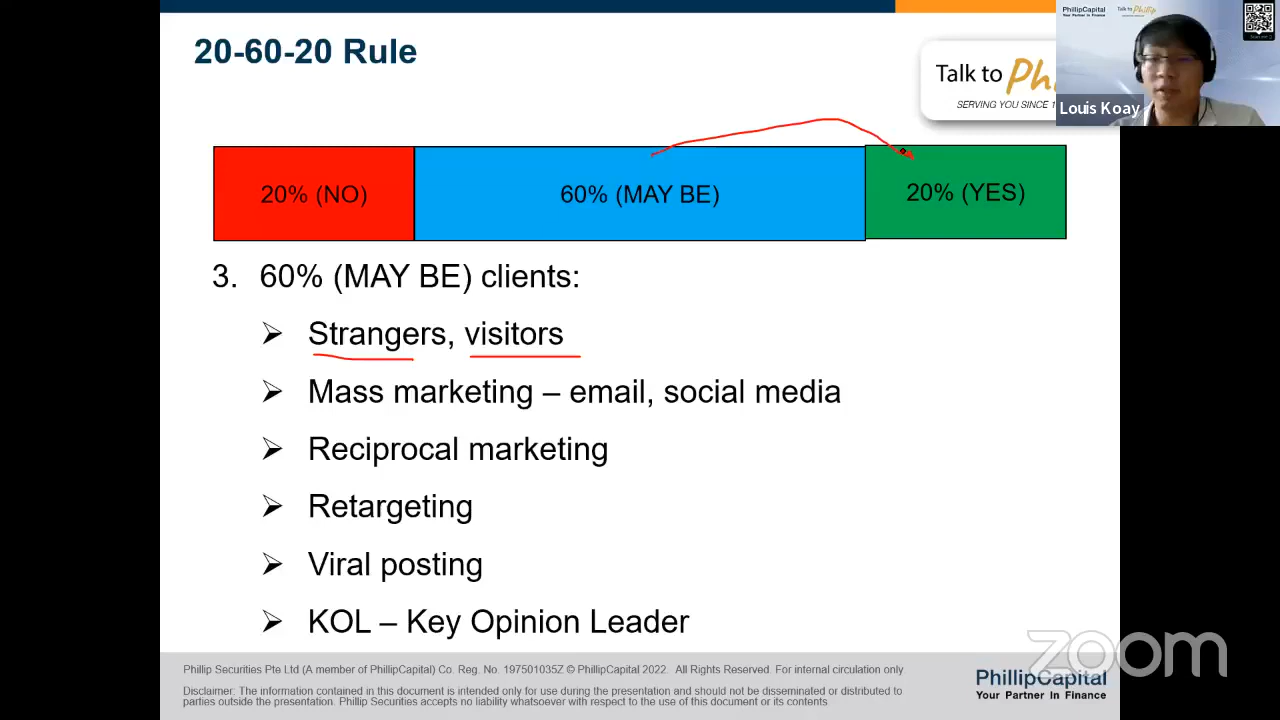 20-60-20 Rule
Talk to
SERVING YOU SINCE
PhillipCapital
Your Partner In Finance
Talk to Phillip
Louis Koay
20% (NO)
60% (MAY BE)
20% (YES)
3. 60% (MAY BE) clients:
Strangers, visitors
Mass marketing – email, social media
Reciprocal marketing
Retargeting
Viral posting
KOL – Key Opinion Leader
Phillip Securities Pte Ltd (A member of PhillipCapital) Co. Reg. No. 197501035Z © PhillipCapital 2022. All Rights Reserved. For internal circulation only
Disclaimer: The information contained in this document is intended only for use during the presentation and should not be disseminated or distributed to
parties outside the presentation. Phillip Securities accepts no liability whatsoever with respect to the use of this document or its contents
PhillipCapital
Your Partner In Finance
zoom